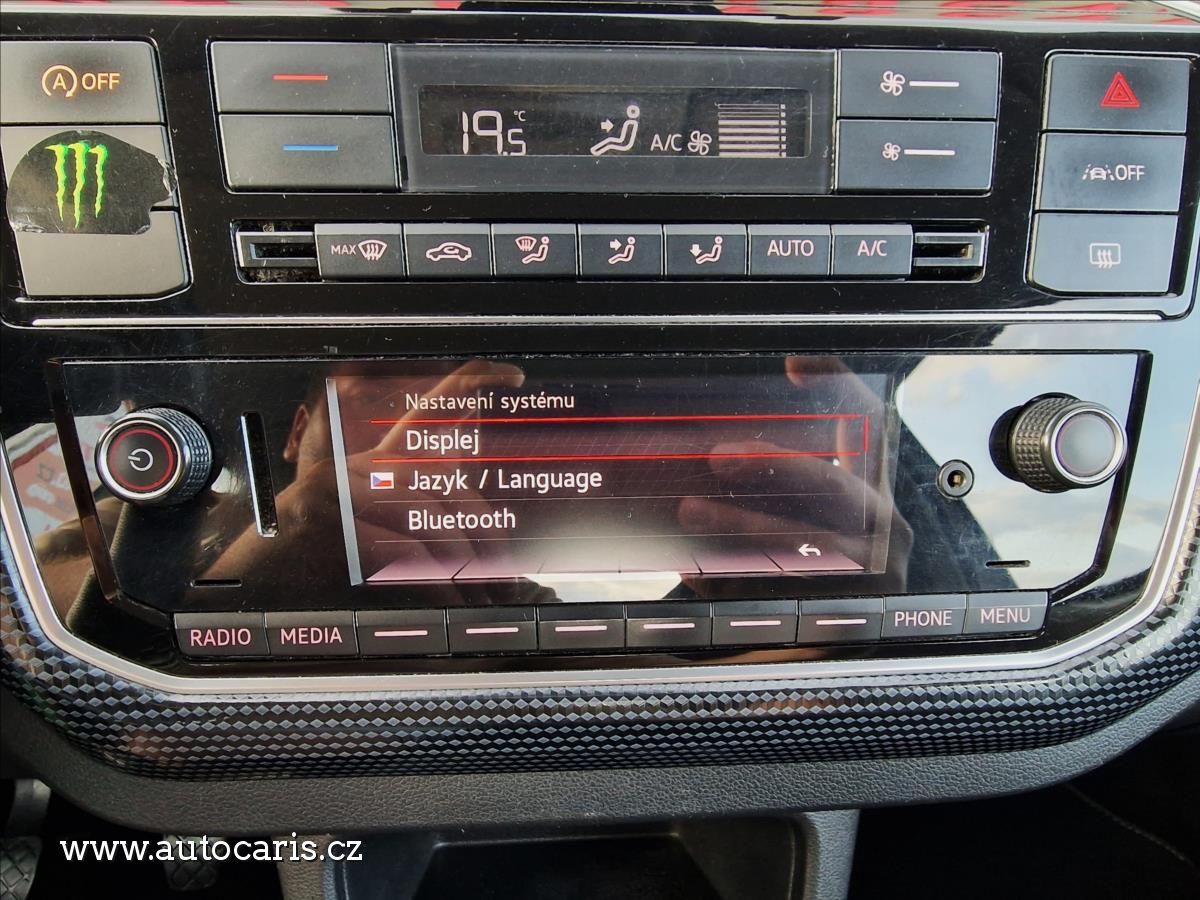 A OFF
19.5 °C
A/C
OFF
MAX
AUTO
A/C
Nastavení systému
Displej
Jazyk / Language
Bluetooth
RADIO
MEDIA
PHONE
MENU
www.autocaris.cz